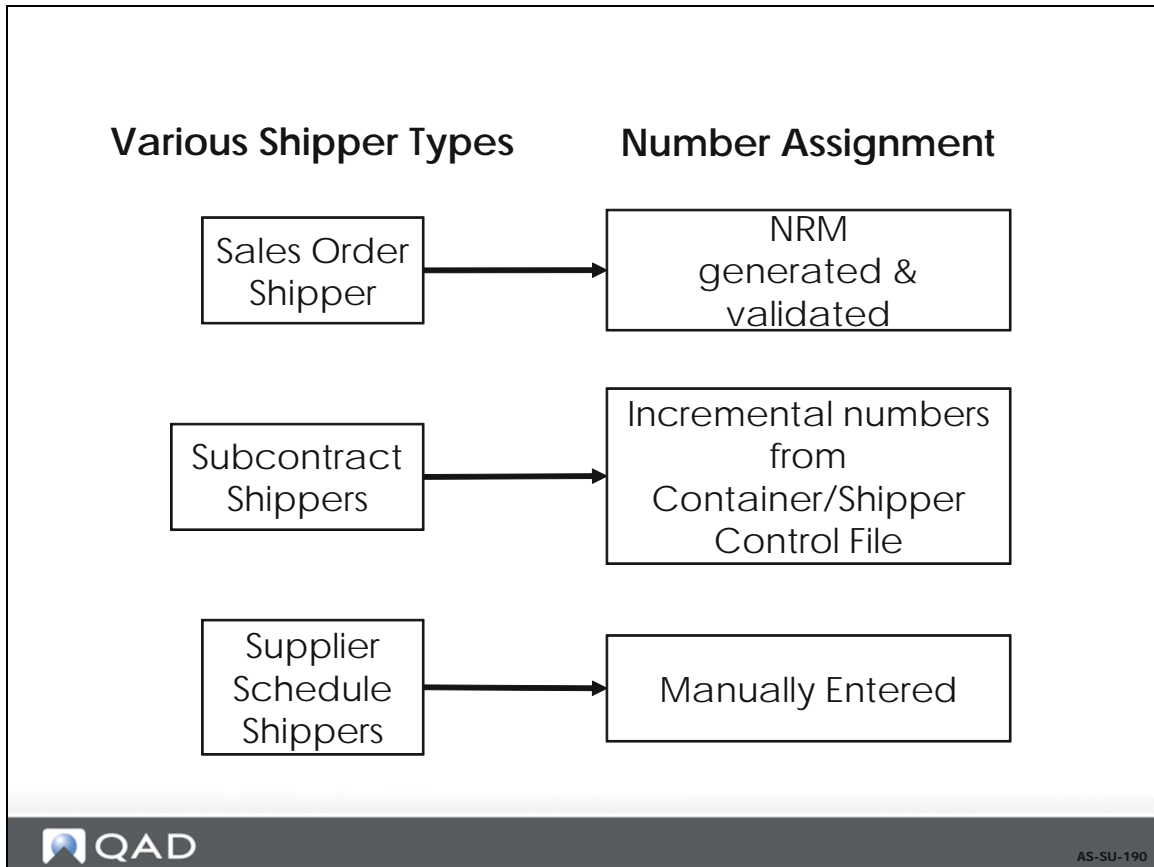 Various Shipper Types
Number Assignment
Sales Order
Shipper
NRM
generated &
validated
Subcontract
Shippers
Incremental numbers
from
Container/Shipper
Control File
Supplier
Schedule
Shippers
Manually Entered
QAD
AS-SU-190